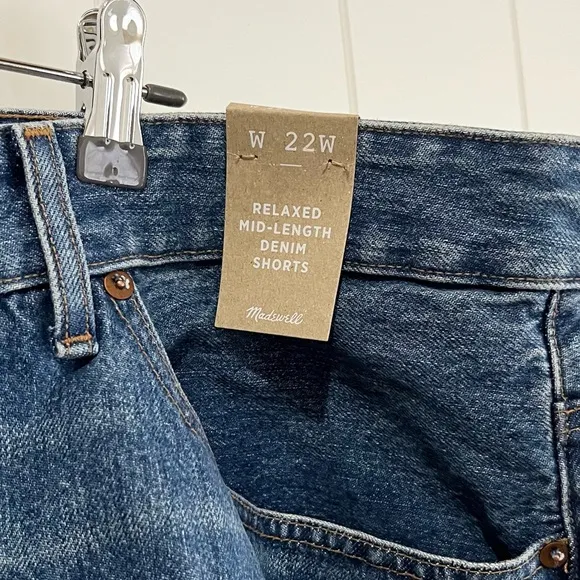 W 22W
RELAXED
MID-LENGTH
DENIM
SHORTS
Madewell